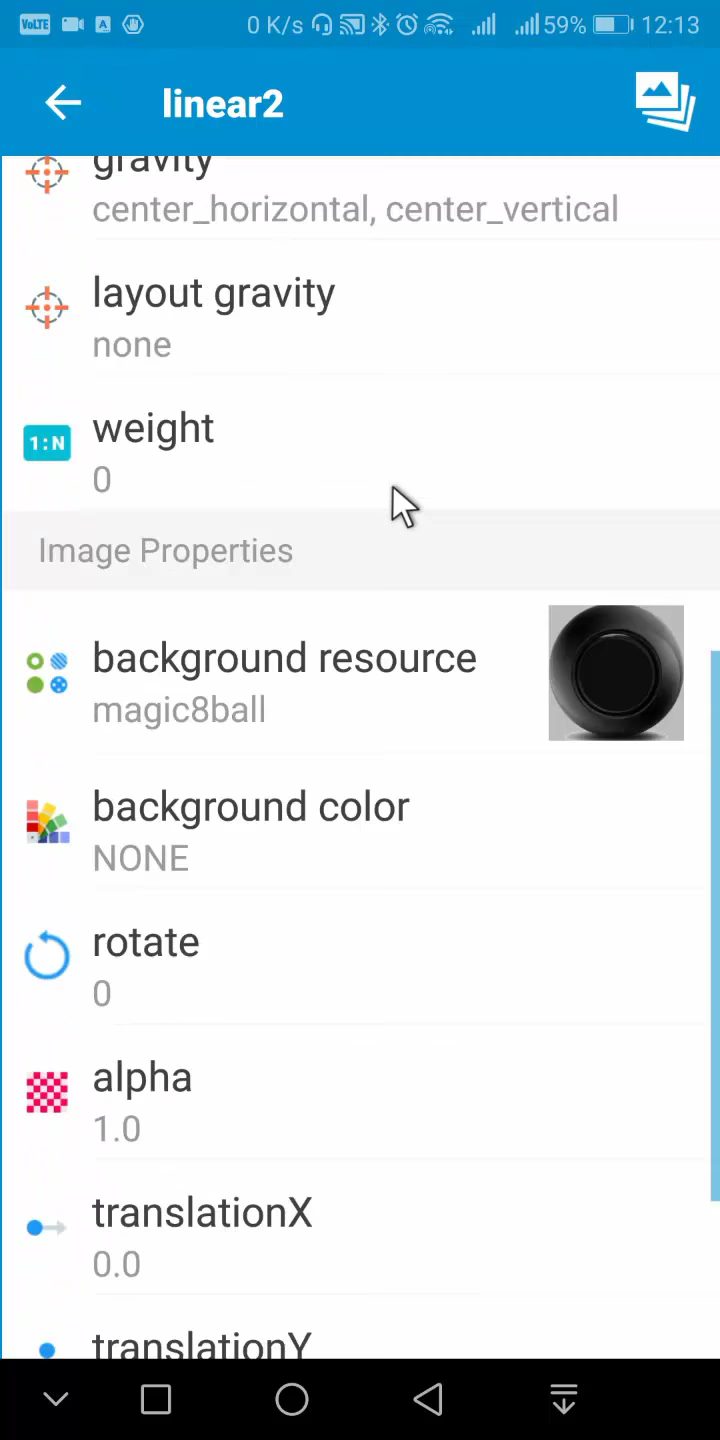 VoLTE A 0 K/s 59% 12:13
linear2
gravity
center_horizontal, center_vertical
layout gravity
none
1:N weight
0
Image Properties
background resource
magic8ball
background color
NONE
rotate
0
alpha
1.0
translationX
0.0
translationY